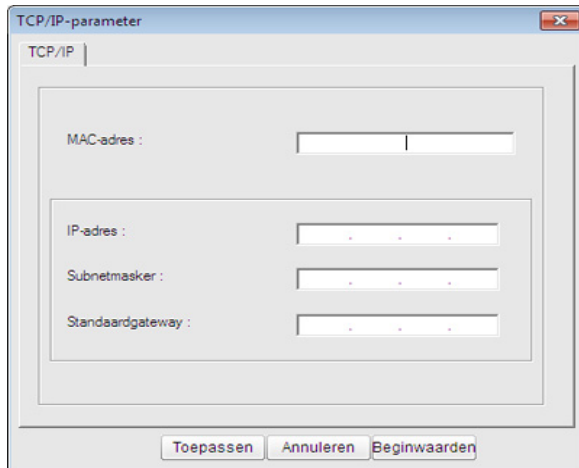 TCP/IP-parameter
TCP/IP
MAC-adres :
IP-adres :
. . .
Subnetmasker :
. . .
Standaardgateway :
. . .
Toepassen Annuleren Beginwaarden